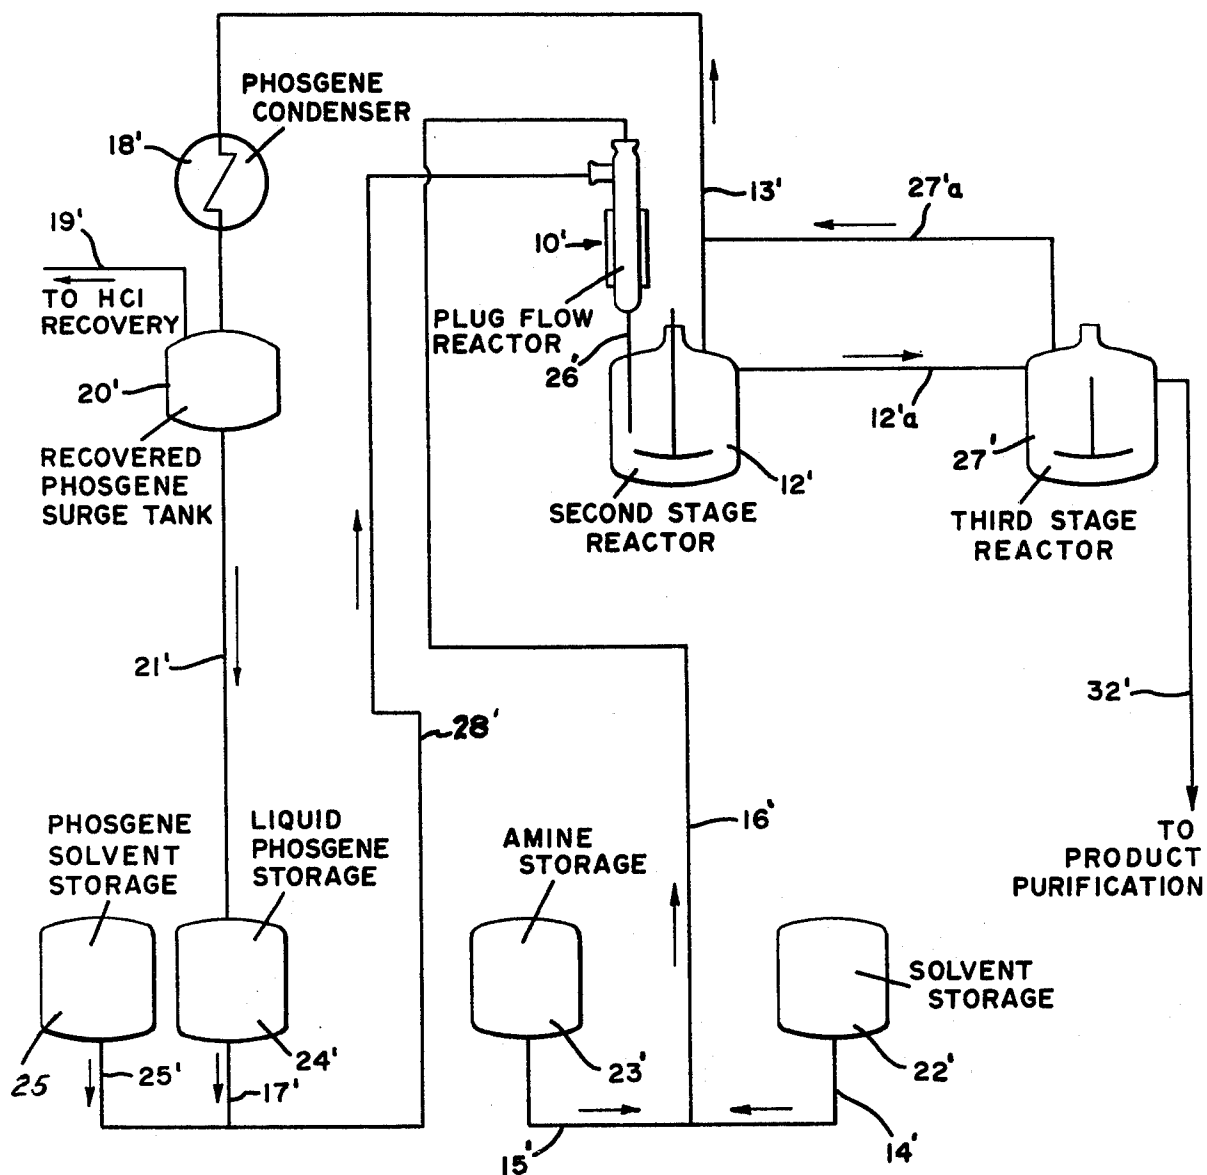 PHOSGENE
CONDENSER
18'
19'
TO HCl
RECOVERY
20'
RECOVERED
PHOSGENE
SURGE TANK
10'
PLUG FLOW
REACTOR
26'
13'
27'a
12'a
12'
SECOND STAGE
REACTOR
27'
THIRD STAGE
REACTOR
21'
28'
32'
16'
TO
PRODUCT
PURIFICATION
PHOSGENE
SOLVENT
STORAGE
LIQUID
PHOSGENE
STORAGE
AMINE
STORAGE
SOLVENT
STORAGE
25
25'
24'
17'
23'
22'
15'
14'